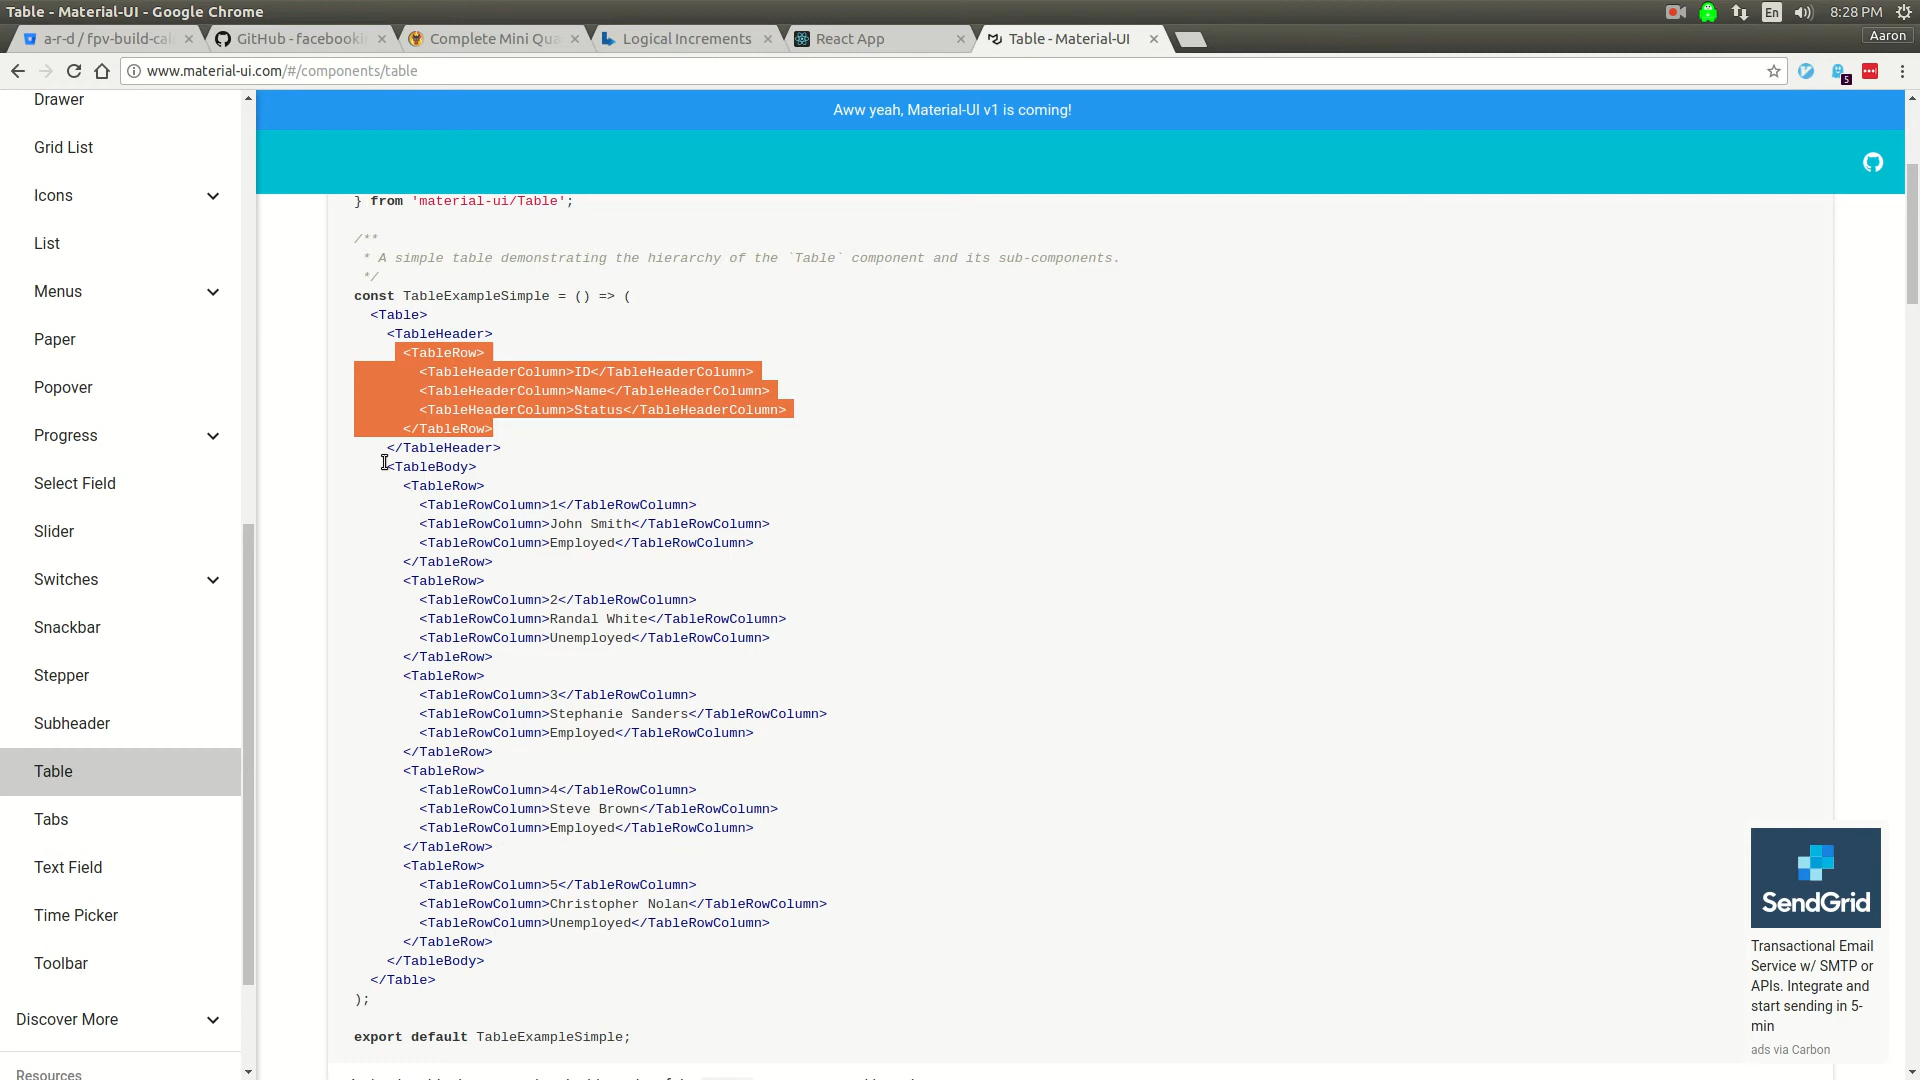 Table - Material-UI - Google Chrome
En
8:28 PM
a-r-d / fpv-build-cal
GitHub - facebooki
Complete Mini Qua
Logical Increments
React App
Table - Material-UI
Aaron
www.material-ui.com/#/components/table
5
Drawer
Grid List
Icons
List
Menus
Paper
Popover
Progress
Select Field
Slider
Switches
Snackbar
Stepper
Subheader
Table
Tabs
Text Field
Time Picker
Toolbar
Discover More
Resources
Aww yeah, Material-UI v1 is coming!
} from 'material-ui/Table';
/**
* A simple table demonstrating the hierarchy of the `Table` component and its sub-components.
*/
const TableExampleSimple = () => (
<Table>
<TableHeader>
<TableRow>
<TableHeaderColumn>ID</TableHeaderColumn>
<TableHeaderColumn>Name</TableHeaderColumn>
<TableHeaderColumn>Status</TableHeaderColumn>
</TableRow>
</TableHeader>
<TableBody>
<TableRow>
<TableRowColumn>1</TableRowColumn>
<TableRowColumn>John Smith</TableRowColumn>
<TableRowColumn>Employed</TableRowColumn>
</TableRow>
<TableRow>
<TableRowColumn>2</TableRowColumn>
<TableRowColumn>Randal White</TableRowColumn>
<TableRowColumn>Unemployed</TableRowColumn>
</TableRow>
<TableRow>
<TableRowColumn>3</TableRowColumn>
<TableRowColumn>Stephanie Sanders</TableRowColumn>
<TableRowColumn>Employed</TableRowColumn>
</TableRow>
<TableRow>
<TableRowColumn>4</TableRowColumn>
<TableRowColumn>Steve Brown</TableRowColumn>
<TableRowColumn>Employed</TableRowColumn>
</TableRow>
<TableRow>
<TableRowColumn>5</TableRowColumn>
<TableRowColumn>Christopher Nolan</TableRowColumn>
<TableRowColumn>Unemployed</TableRowColumn>
</TableRow>
</TableBody>
</Table>
);
export default TableExampleSimple;
SendGrid
Transactional Email
Service w/ SMTP or
APIs. Integrate and
start sending in 5-
min
ads via Carbon